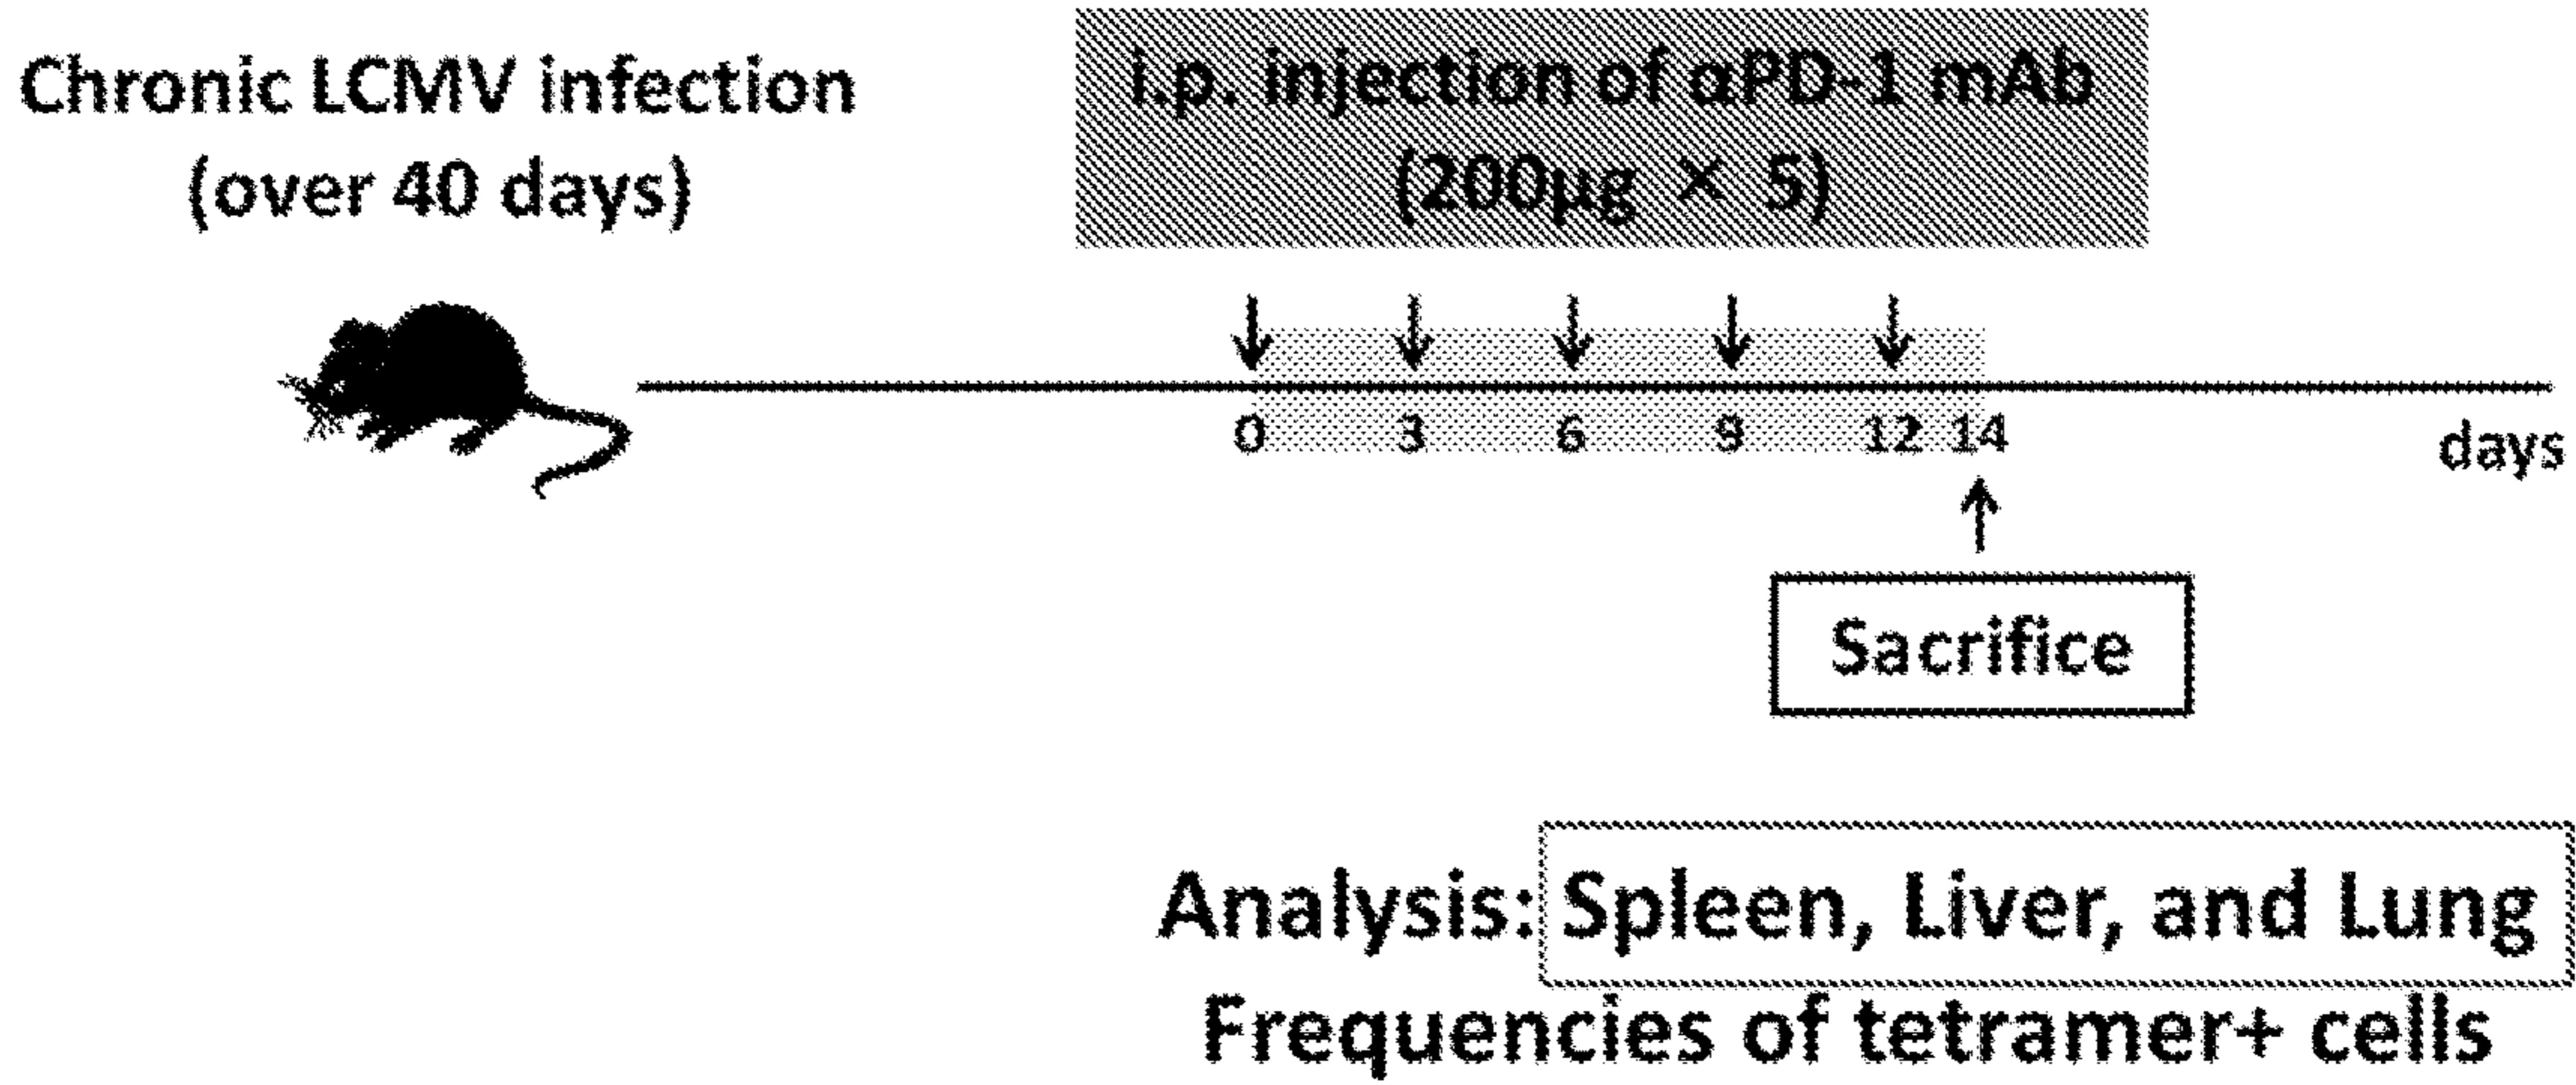 Chronic LCMV infection
(over 40 days)
i.p. injection of αPD-1 mAb
(200μg × 5)
0 3 6 9 12 14
days
Sacrifice
Analysis: Spleen, Liver, and Lung
Frequencies of tetramer+ cells